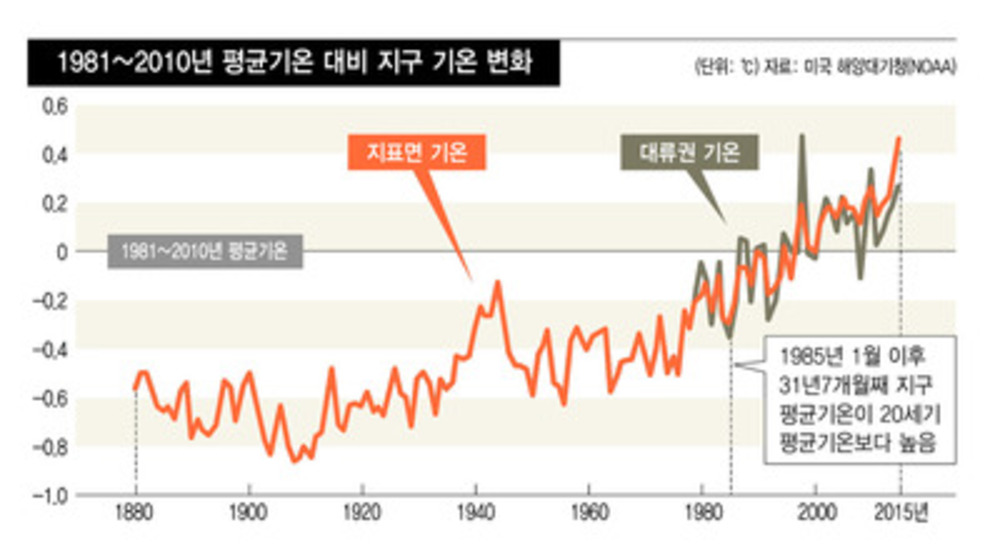 1981~2010년 평균기온 대비 지구 기온 변화
(단위: ℃) 자료: 미국 해양대기청(NOAA)
0.6
0.4
0.2
0
-0.2
-0.4
-0.6
-0.8
-1.0
지표면 기온
대류권 기온
1981~2010년 평균기온
1985년 1월 이후
31년7개월째 지구
평균기온이 20세기
평균기온보다 높음
1880 1900 1920 1940 1960 1980 2000 2015년